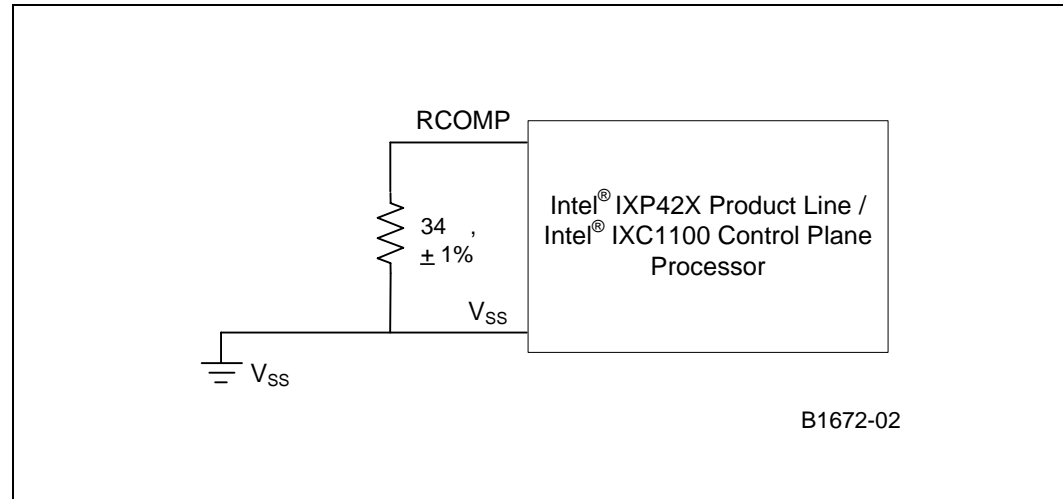 RCOMP
34 ,
± 1%
Intel® IXP42X Product Line /
Intel® IXC1100 Control Plane
Processor
VSS
VSS
B1672-02